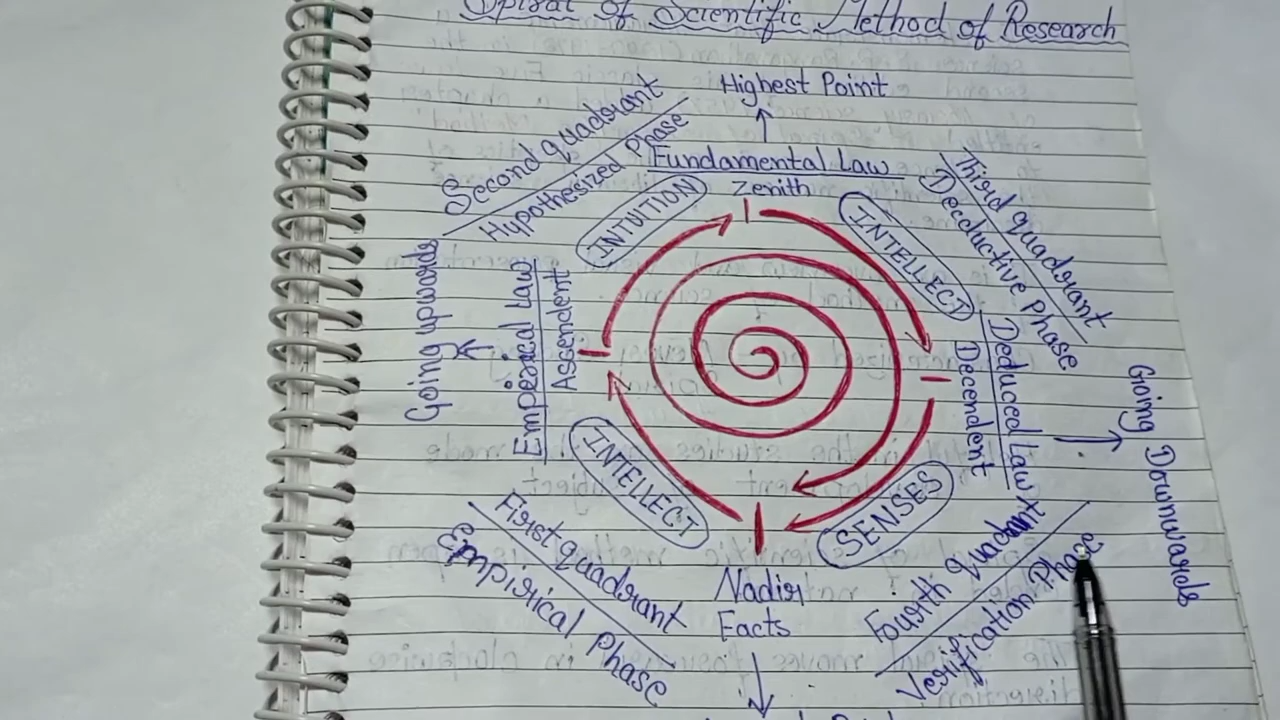 Spiral of Scientific Method of Research
Highest Point
Fundamental Law
Zenith
Second quadrant
Hypothesized Phase
INTUITION
INTELLECT
Third quadrant
Deductive Phase
Going upwards
Empirical Law
Assendent
Decendent
Deduced Law
Going Downwards
INTELLECT
SENSES
First quadrant
Empirical Phase
Nadir
Facts
Fourth quadrant
Verification Phase